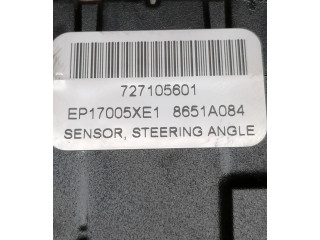 727105601
EP17005XE1 8651A084
SENSOR, STEERING ANGLE